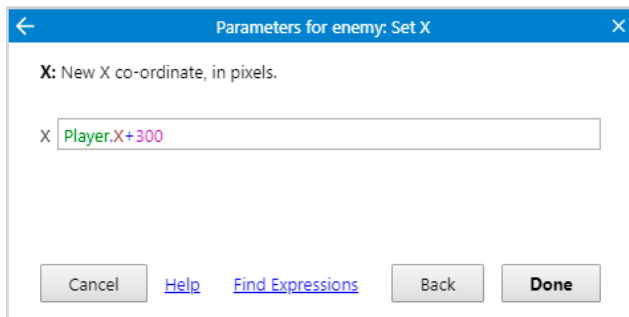 Parameters for enemy: Set X
X: New X co-ordinate, in pixels.
X Player.X+300
Cancel Help Find Expressions Back Done